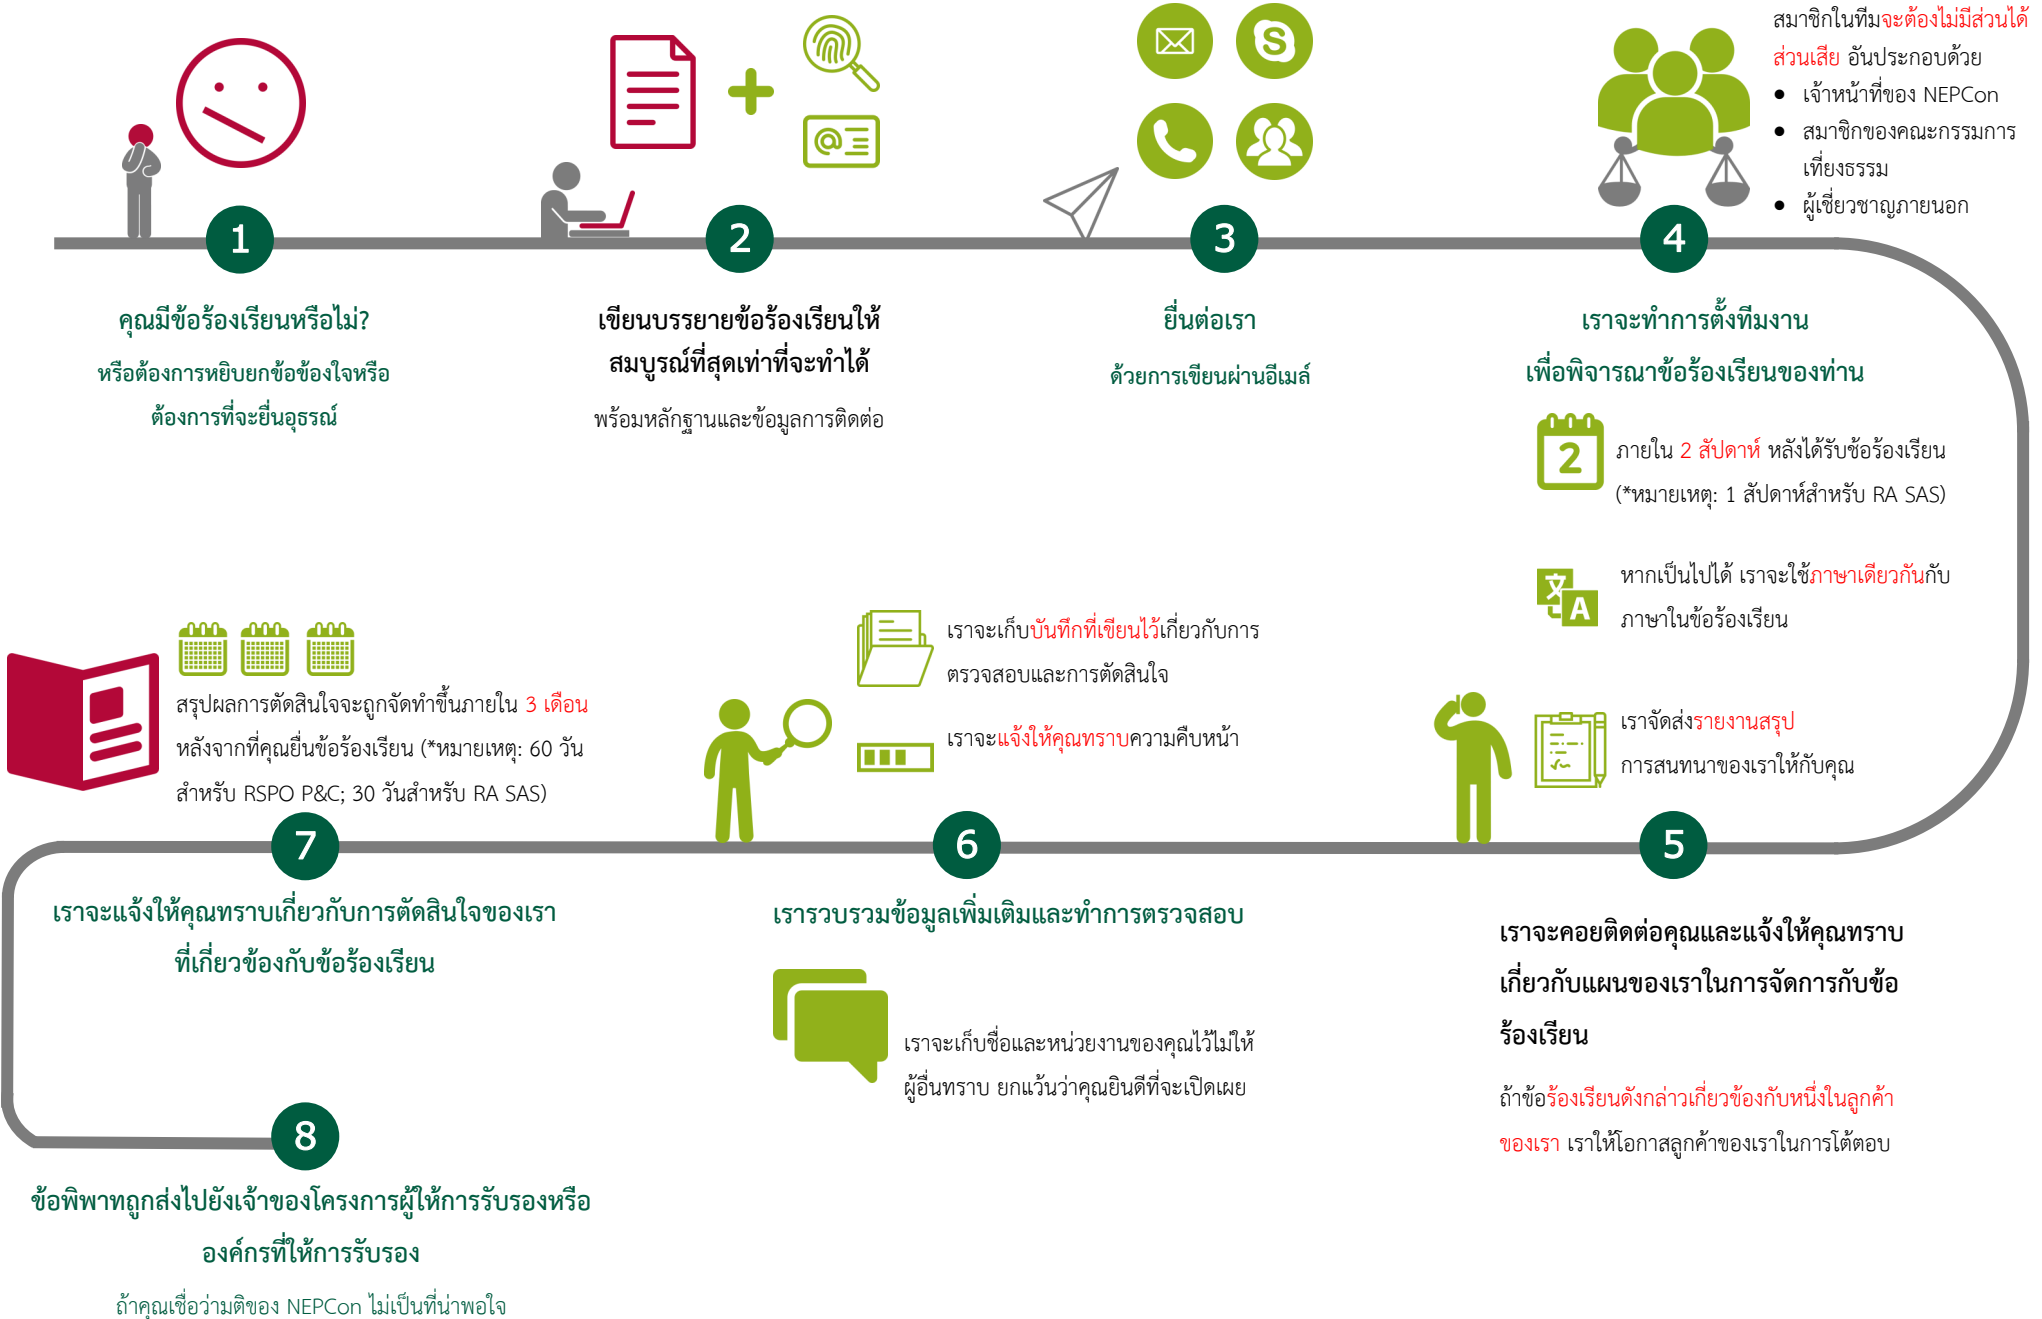 1
คุณมีข้อร้องเรียนหรือไม่?
หรือต้องการหยิบยกข้อข้องใจหรือ
ต้องการที่จะยื่นอุธรณ์
2
เขียนบรรยายข้อร้องเรียนให้
สมบูรณ์ที่สุดเท่าที่จะทำได้
พร้อมหลักฐานและข้อมูลการติดต่อ
3
ยื่นต่อเรา
ด้วยการเขียนผ่านอีเมล์
สมาชิกในทีมจะต้องไม่มีส่วนได้
ส่วนเสีย อันประกอบด้วย
• เจ้าหน้าที่ของ NEPCon
• สมาชิกของคณะกรรมการ
เที่ยงธรรม
• ผู้เชี่ยวชาญภายนอก
4
เราจะทำการตั้งทีมงาน
เพื่อพิจารณาข้อร้องเรียนของท่าน
2
ภายใน 2 สัปดาห์ หลังได้รับช้อร้องเรียน
(*หมายเหตุ: 1 สัปดาห์สำหรับ RA SAS)
文
A
หากเป็นไปได้ เราจะใช้ภาษาเดียวกันกับ
ภาษาในข้อร้องเรียน
เราจัดส่งรายงานสรุป
การสนทนาของเราให้กับคุณ
5
เราจะคอยติดต่อคุณและแจ้งให้คุณทราบ
เกี่ยวกับแผนของเราในการจัดการกับข้อ
ร้องเรียน
ถ้าข้อร้องเรียนดังกล่าวเกี่ยวข้องกับหนึ่งในลูกค้า
ของเรา เราให้โอกาสลูกค้าของเราในการโต้ตอบ
เราจะเก็บบันทึกที่เขียนไว้เกี่ยวกับการ
ตรวจสอบและการตัดสินใจ
เราจะแจ้งให้คุณทราบความคืบหน้า
6
เรารวบรวมข้อมูลเพิ่มเติมและทำการตรวจสอบ
เราจะเก็บชื่อและหน่วยงานของคุณไว้ไม่ให้
ผู้อื่นทราบ ยกแว้นว่าคุณยินดีที่จะเปิดเผย
สรุปผลการตัดสินใจจะถูกจัดทำขึ้นภายใน 3 เดือน
หลังจากที่คุณยื่นข้อร้องเรียน (*หมายเหตุ: 60 วัน
สำหรับ RSPO P&C; 30 วันสำหรับ RA SAS)
7
เราจะแจ้งให้คุณทราบเกี่ยวกับการตัดสินใจของเรา
ที่เกี่ยวข้องกับข้อร้องเรียน
8
ข้อพิพาทถูกส่งไปยังเจ้าของโครงการผู้ให้การรับรองหรือ
องค์กรที่ให้การรับรอง
ถ้าคุณเชื่อว่ามติของ NEPCon ไม่เป็นที่น่าพอใจ